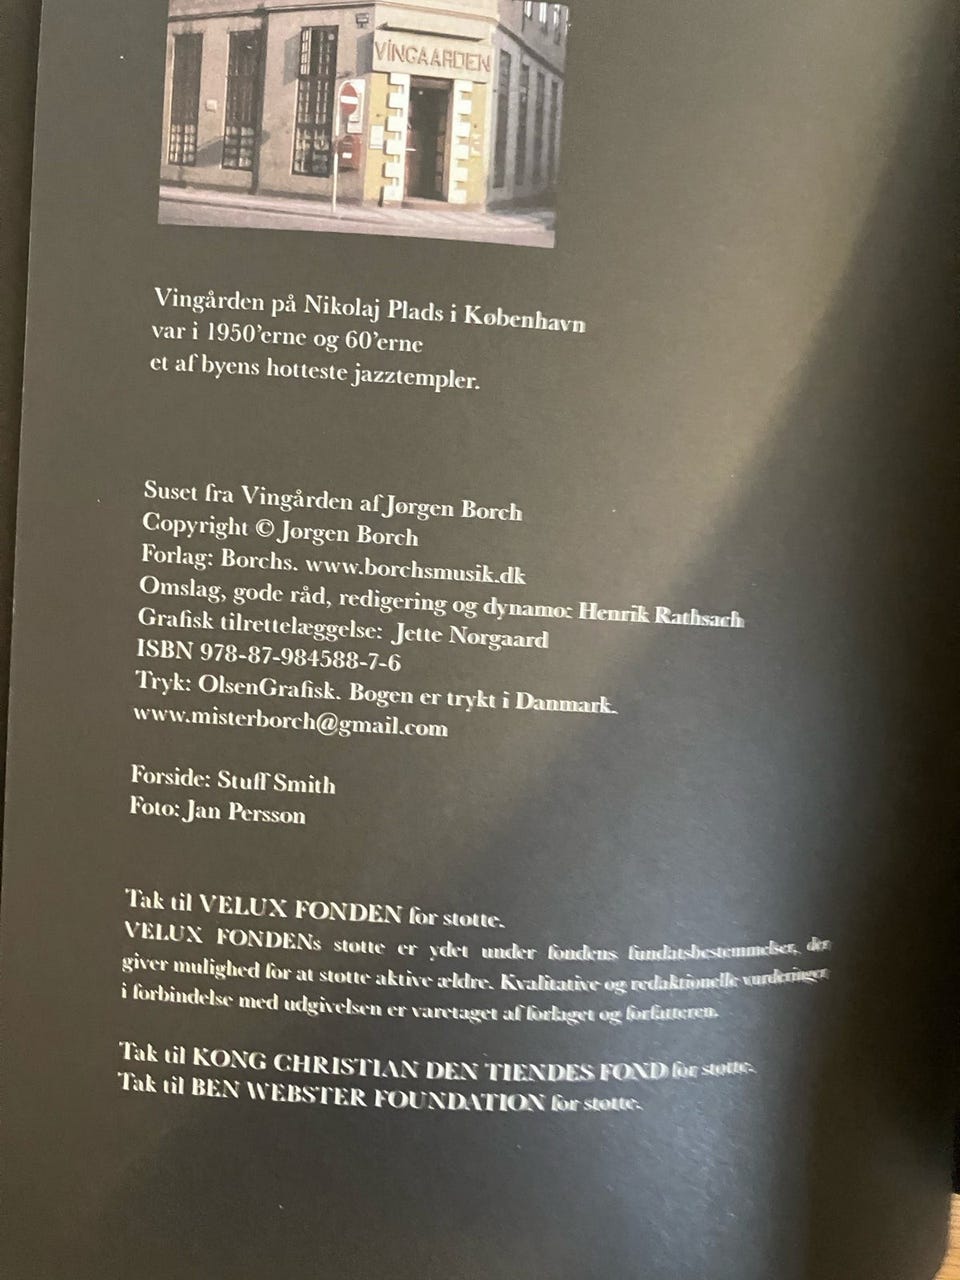 VINGAARDEN
Vingården på Nikolaj Plads i København
var i 1950’erne og 60’erne
et af byens hotteste jazztempler.
Suset fra Vingården af Jørgen Borch
Copyright © Jørgen Borch
Forlag: Borchs. www.borchsmusik.dk
Omslag, gode råd, redigering og dynamo: Henrik Rathsach
Grafisk tilrettelæggelse: Jette Nørgaard
ISBN 978-87-984588-7-6
Tryk: OlsenGrafisk. Bogen er trykt i Danmark.
www.misterborch@gmail.com
Forside: Stuff Smith
Foto: Jan Persson
Tak til VELUX FONDEN for støtte.
VELUX FONDENs støtte er ydet under fondens fundatsbestemmelser, der
giver mulighed for at støtte aktive ældre. Kvalitative og redaktionelle vurderinger
i forbindelse med udgivelsen er varetaget af forlaget og forfatteren.
Tak til KONG CHRISTIAN DEN TIENDES FOND for støtte.
Tak til BEN WEBSTER FOUNDATION for støtte.